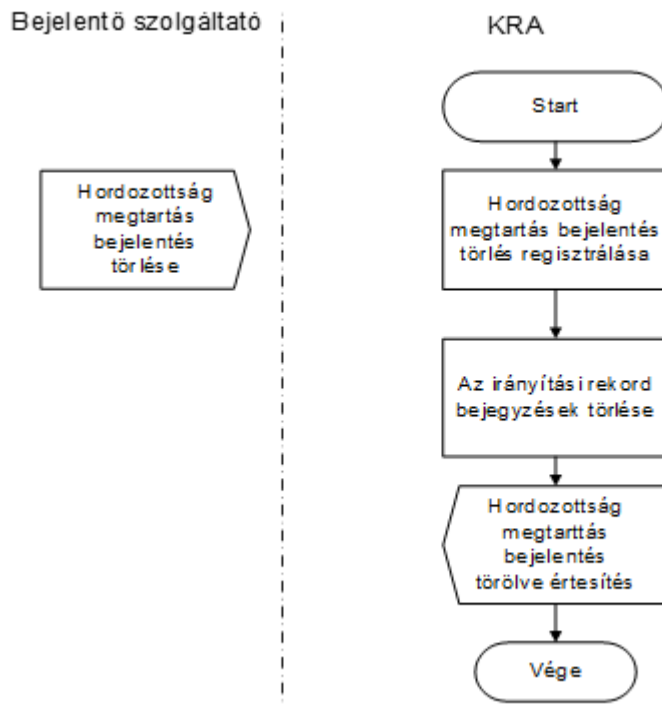 Bejelentő szolgáltató
KRA
Start
Hordozottság
megtartás
bejelentés
törlése
Hordozottság
megtartás bejelentés
törlés regisztrálása
Az irányítási rekord
bejegyzések törlése
Hordozottság
megtarttás
bejelentés
törölve értesítés
Vége